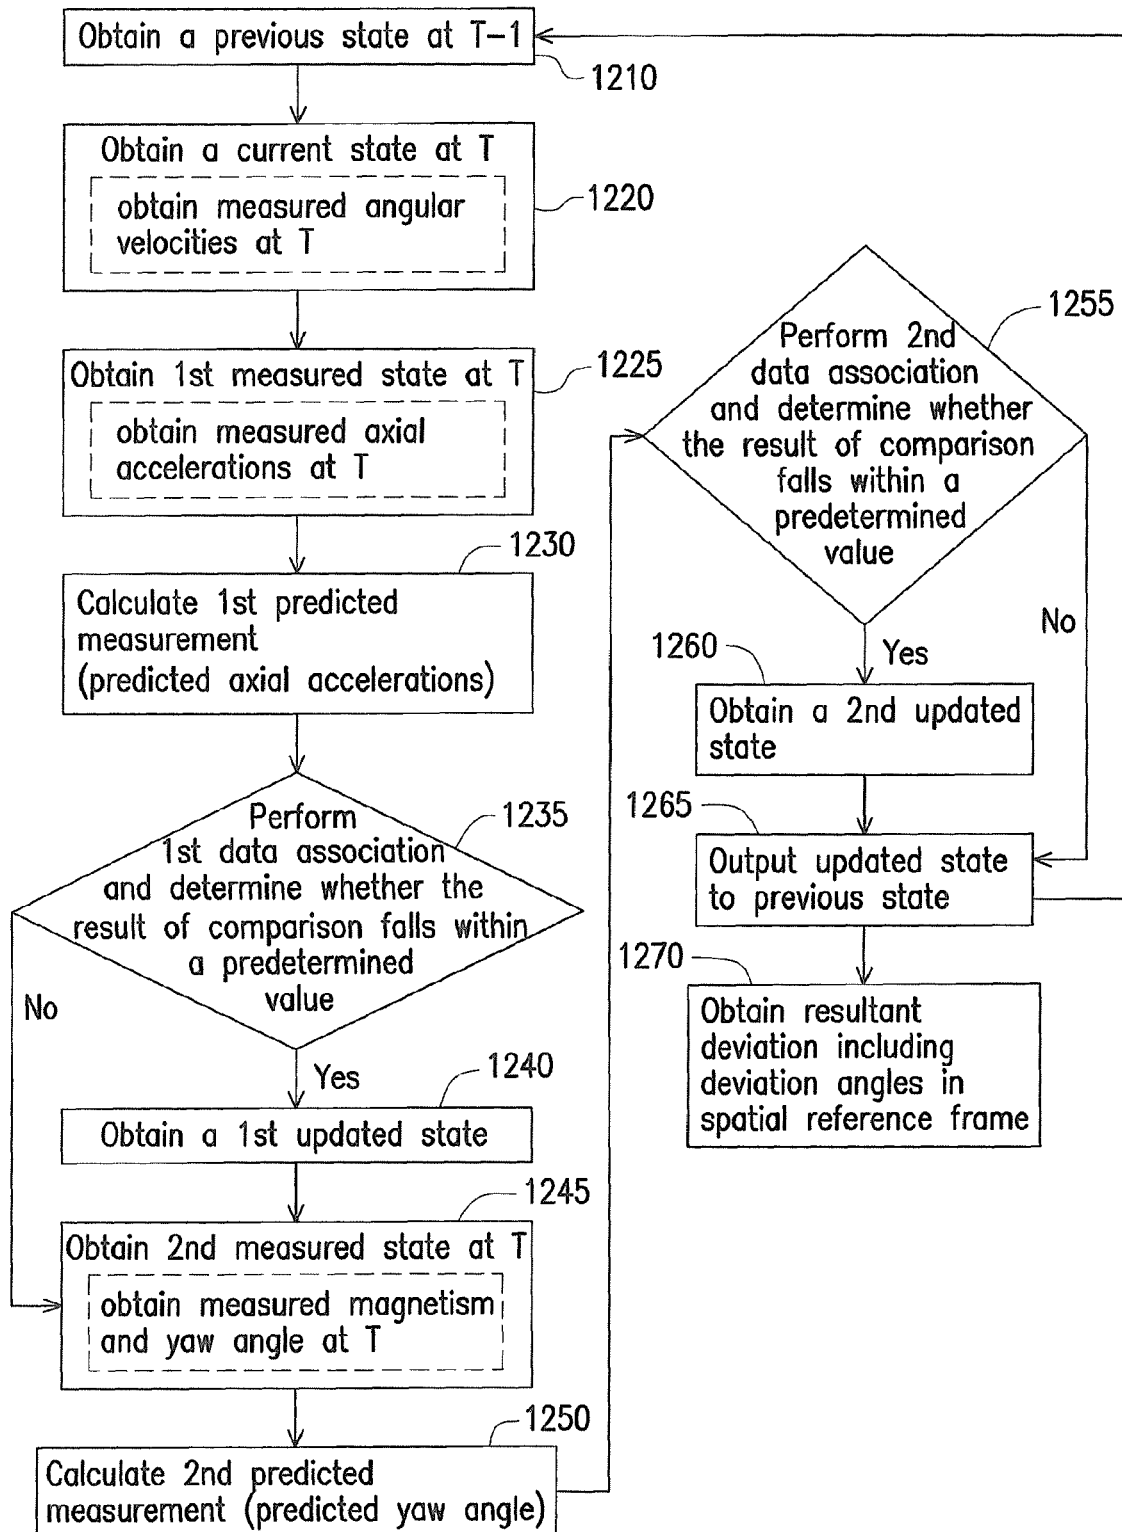 Obtain a previous state at T-1
1210
Obtain a current state at T
obtain measured angular
velocities at T
1220
Obtain 1st measured state at T
1225
obtain measured axial
accelerations at T
1230
Calculate 1st predicted
measurement
(predicted axial accelerations)
Perform
1st data association
and determine whether the
result of comparison falls within
a predetermined
value
1235
No
Yes
1240
Obtain a 1st updated state
1245
Obtain 2nd measured state at T
obtain measured magnetism
and yaw angle at T
1250
Calculate 2nd predicted
measurement (predicted yaw angle)
1255
Perform 2nd
data association
and determine whether
the result of comparison
falls within a
predetermined
value
No
Yes
1260
Obtain a 2nd updated
state
1265
Output updated state
to previous state
1270
Obtain resultant
deviation including
deviation angles in
spatial reference frame